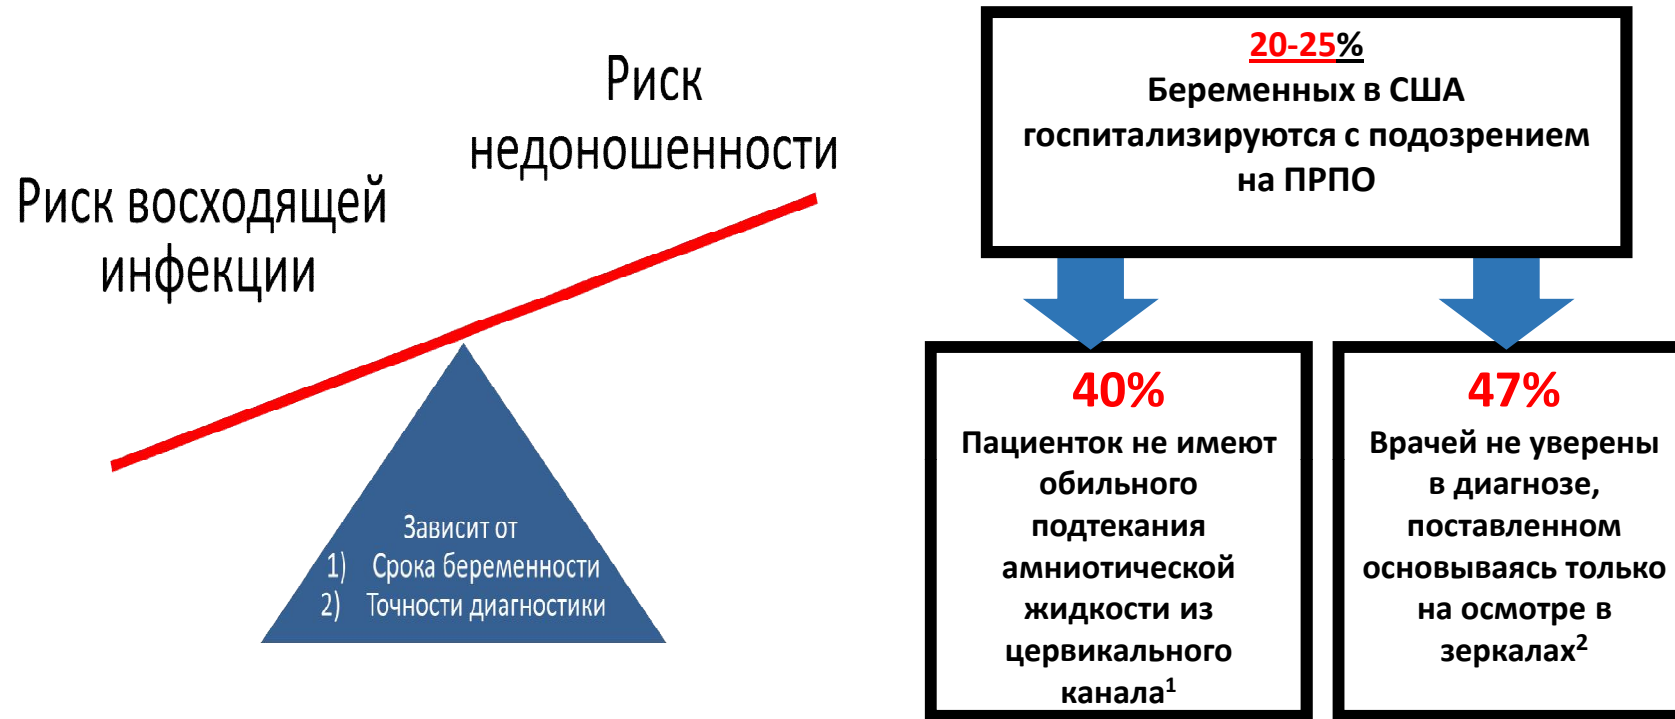 Риск
недоношенности
Риск восходящей
инфекции
Зависит от
1) Срока беременности
2) Точности диагностики
20-25%
Беременных в США
госпитализируются с подозрением
на ПРПО
40%
Пациенток не имеют
обильного
подтекания
амниотической
жидкости из
цервикального
канала¹
47%
Врачей не уверены
в диагнозе,
поставленном
основываясь только
на осмотре в
зеркалах²